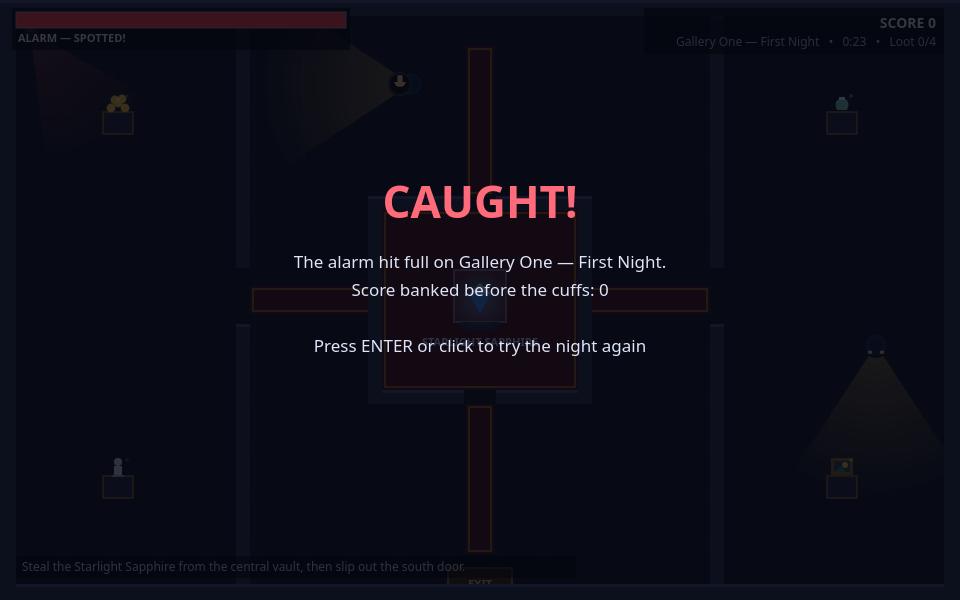 ALARM — SPOTTED!
SCORE 0
Gallery One — First Night • 0:23 • Loot 0/4
CAUGHT!
The alarm hit full on Gallery One — First Night.
Score banked before the cuffs: 0
STARLIGHT SAPPHIRE
Press ENTER or click to try the night again
Steal the Starlight Sapphire from the central vault, then slip out the south door.
EXIT